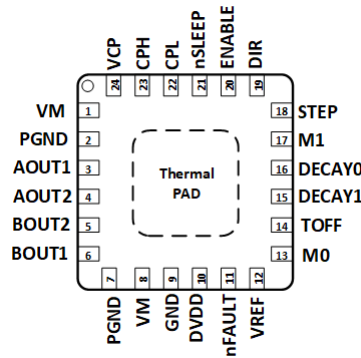 VCP CPH CPL nSLEEP ENABLE DIR
24 23 22 21 20 19
VM 1 18 STEP
PGND 2 17 M1
AOUT1 3 16 DECAY0
AOUT2 4 15 DECAY1
BOUT2 5 14 TOFF
BOUT1 6 13 M0
Thermal
PAD
7 8 9 10 11 12
PGND VM GND DVDD nFAULT VREF